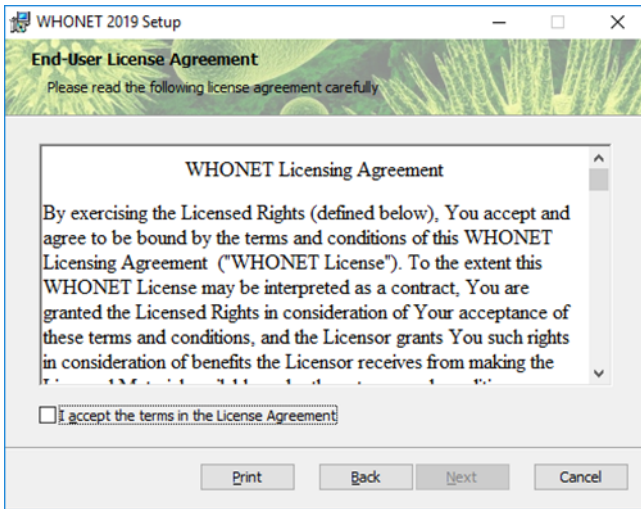 WHONET 2019 Setup
End-User License Agreement
Please read the following license agreement carefully
WHONET Licensing Agreement
By exercising the Licensed Rights (defined below), You accept and
agree to be bound by the terms and conditions of this WHONET
Licensing Agreement ("WHONET License"). To the extent this
WHONET License may be interpreted as a contract, You are
granted the Licensed Rights in consideration of Your acceptance of
these terms and conditions, and the Licensor grants You such rights
in consideration of benefits the Licensor receives from making the
I accept the terms in the License Agreement
Print Back Next Cancel